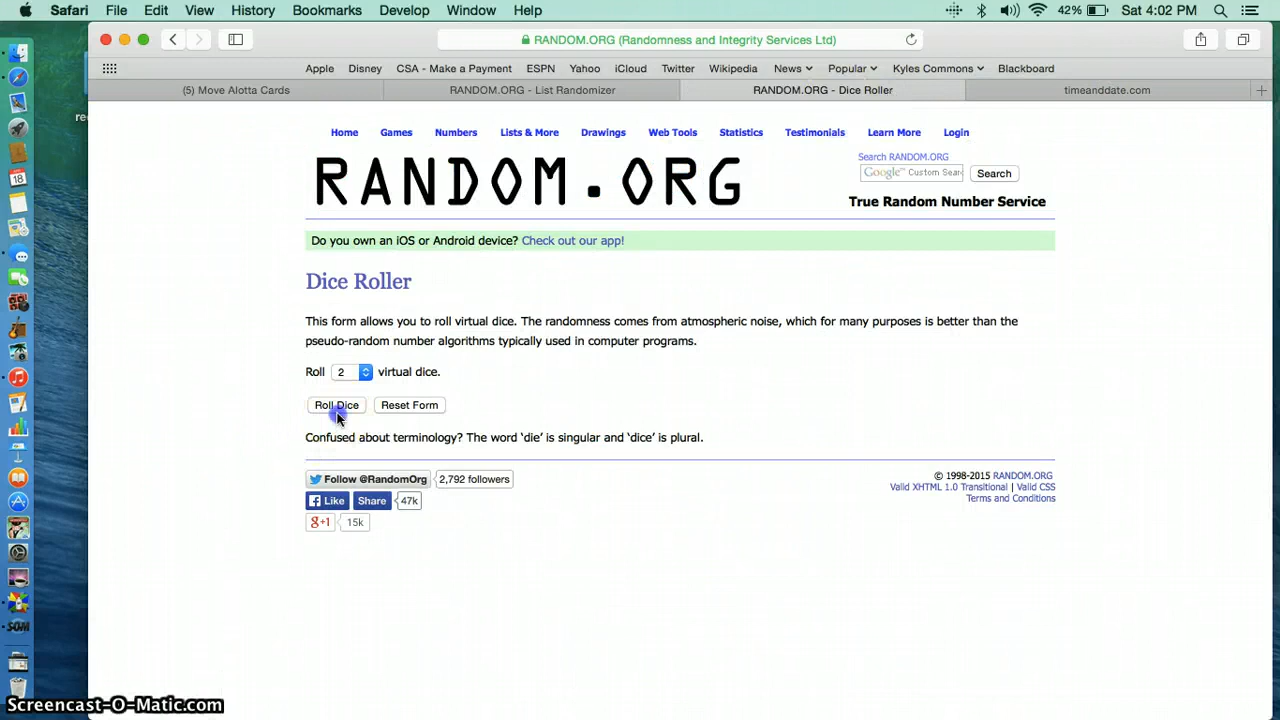 Safari File Edit View History Bookmarks Develop Window Help 42% Sat 4:02 PM
RANDOM.ORG (Randomness and Integrity Services Ltd)
Apple Disney CSA - Make a Payment ESPN Yahoo iCloud Twitter Wikipedia News Popular Kyles Commons Blackboard
(5) Move Alotta Cards RANDOM.ORG - List Randomizer RANDOM.ORG - Dice Roller timeanddate.com
Home Games Numbers Lists & More Drawings Web Tools Statistics Testimonials Learn More Login
RANDOM.ORG
Search RANDOM.ORG
Google™ Custom Sear Search
True Random Number Service
Do you own an iOS or Android device? Check out our app!
Dice Roller
This form allows you to roll virtual dice. The randomness comes from atmospheric noise, which for many purposes is better than the
pseudo-random number algorithms typically used in computer programs.
Roll 2 virtual dice.
Roll Dice Reset Form
Confused about terminology? The word ‘die’ is singular and ‘dice’ is plural.
Follow @RandomOrg 2,792 followers
Like Share 47k
g+1 15k
© 1998-2015 RANDOM.ORG
Valid XHTML 1.0 Transitional | Valid CSS
Terms and Conditions
18
SOM
Screencast-O-Matic.com